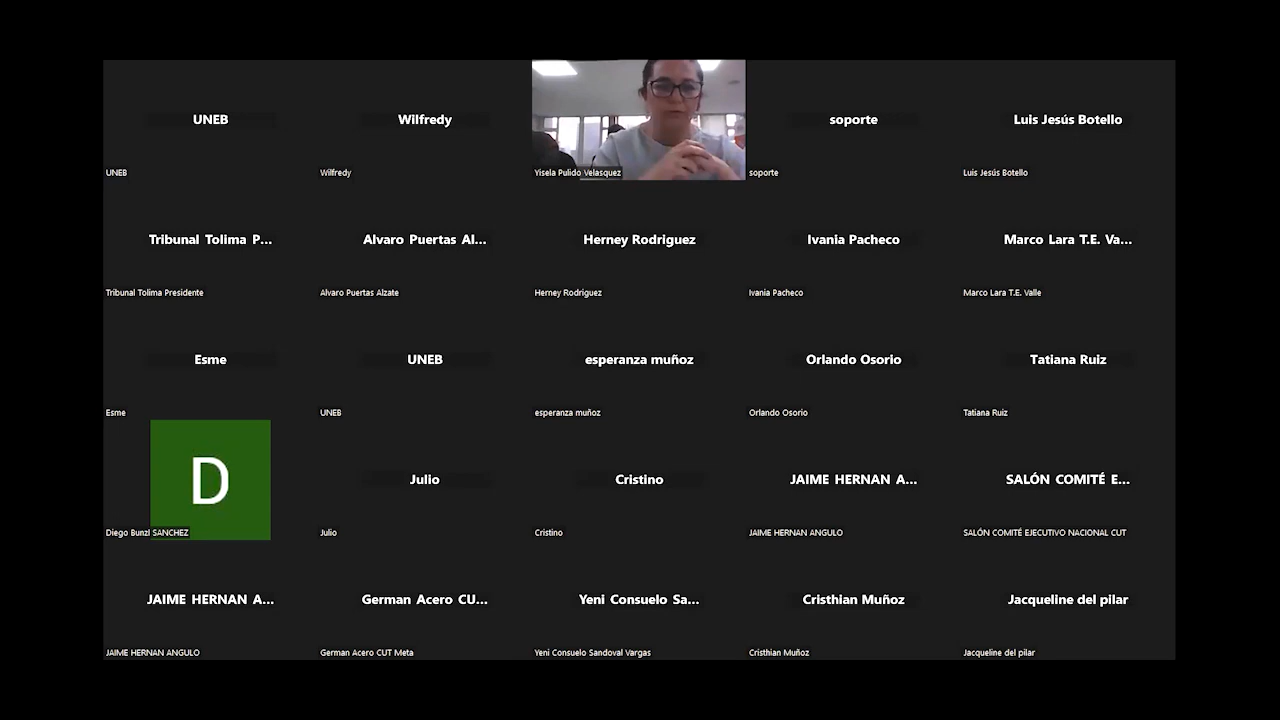 UNEB
Wilfredy
soporte
Luis Jesús Botello
UNEB
Wilfredy
Yisela Pulido Velasquez
soporte
Luis Jesús Botello
Tribunal Tolima P...
Alvaro Puertas Al...
Herney Rodriguez
Ivania Pacheco
Marco Lara T.E. Va...
Tribunal Tolima Presidente
Alvaro Puertas Alzate
Herney Rodriguez
Ivania Pacheco
Marco Lara T.E. Valle
Esme
UNEB
esperanza muñoz
Orlando Osorio
Tatiana Ruiz
Esme
UNEB
esperanza muñoz
Orlando Osorio
Tatiana Ruiz
D
Julio
Cristino
JAIME HERNAN A...
SALÓN COMITÉ E...
Diego Bunzl SANCHEZ
Julio
Cristino
JAIME HERNAN ANGULO
SALÓN COMITÉ EJECUTIVO NACIONAL CUT
JAIME HERNAN A...
German Acero CU...
Yeni Consuelo Sa...
Cristhian Muñoz
Jacqueline del pilar
JAIME HERNAN ANGULO
German Acero CUT Meta
Yeni Consuelo Sandoval Vargas
Cristhian Muñoz
Jacqueline del pilar